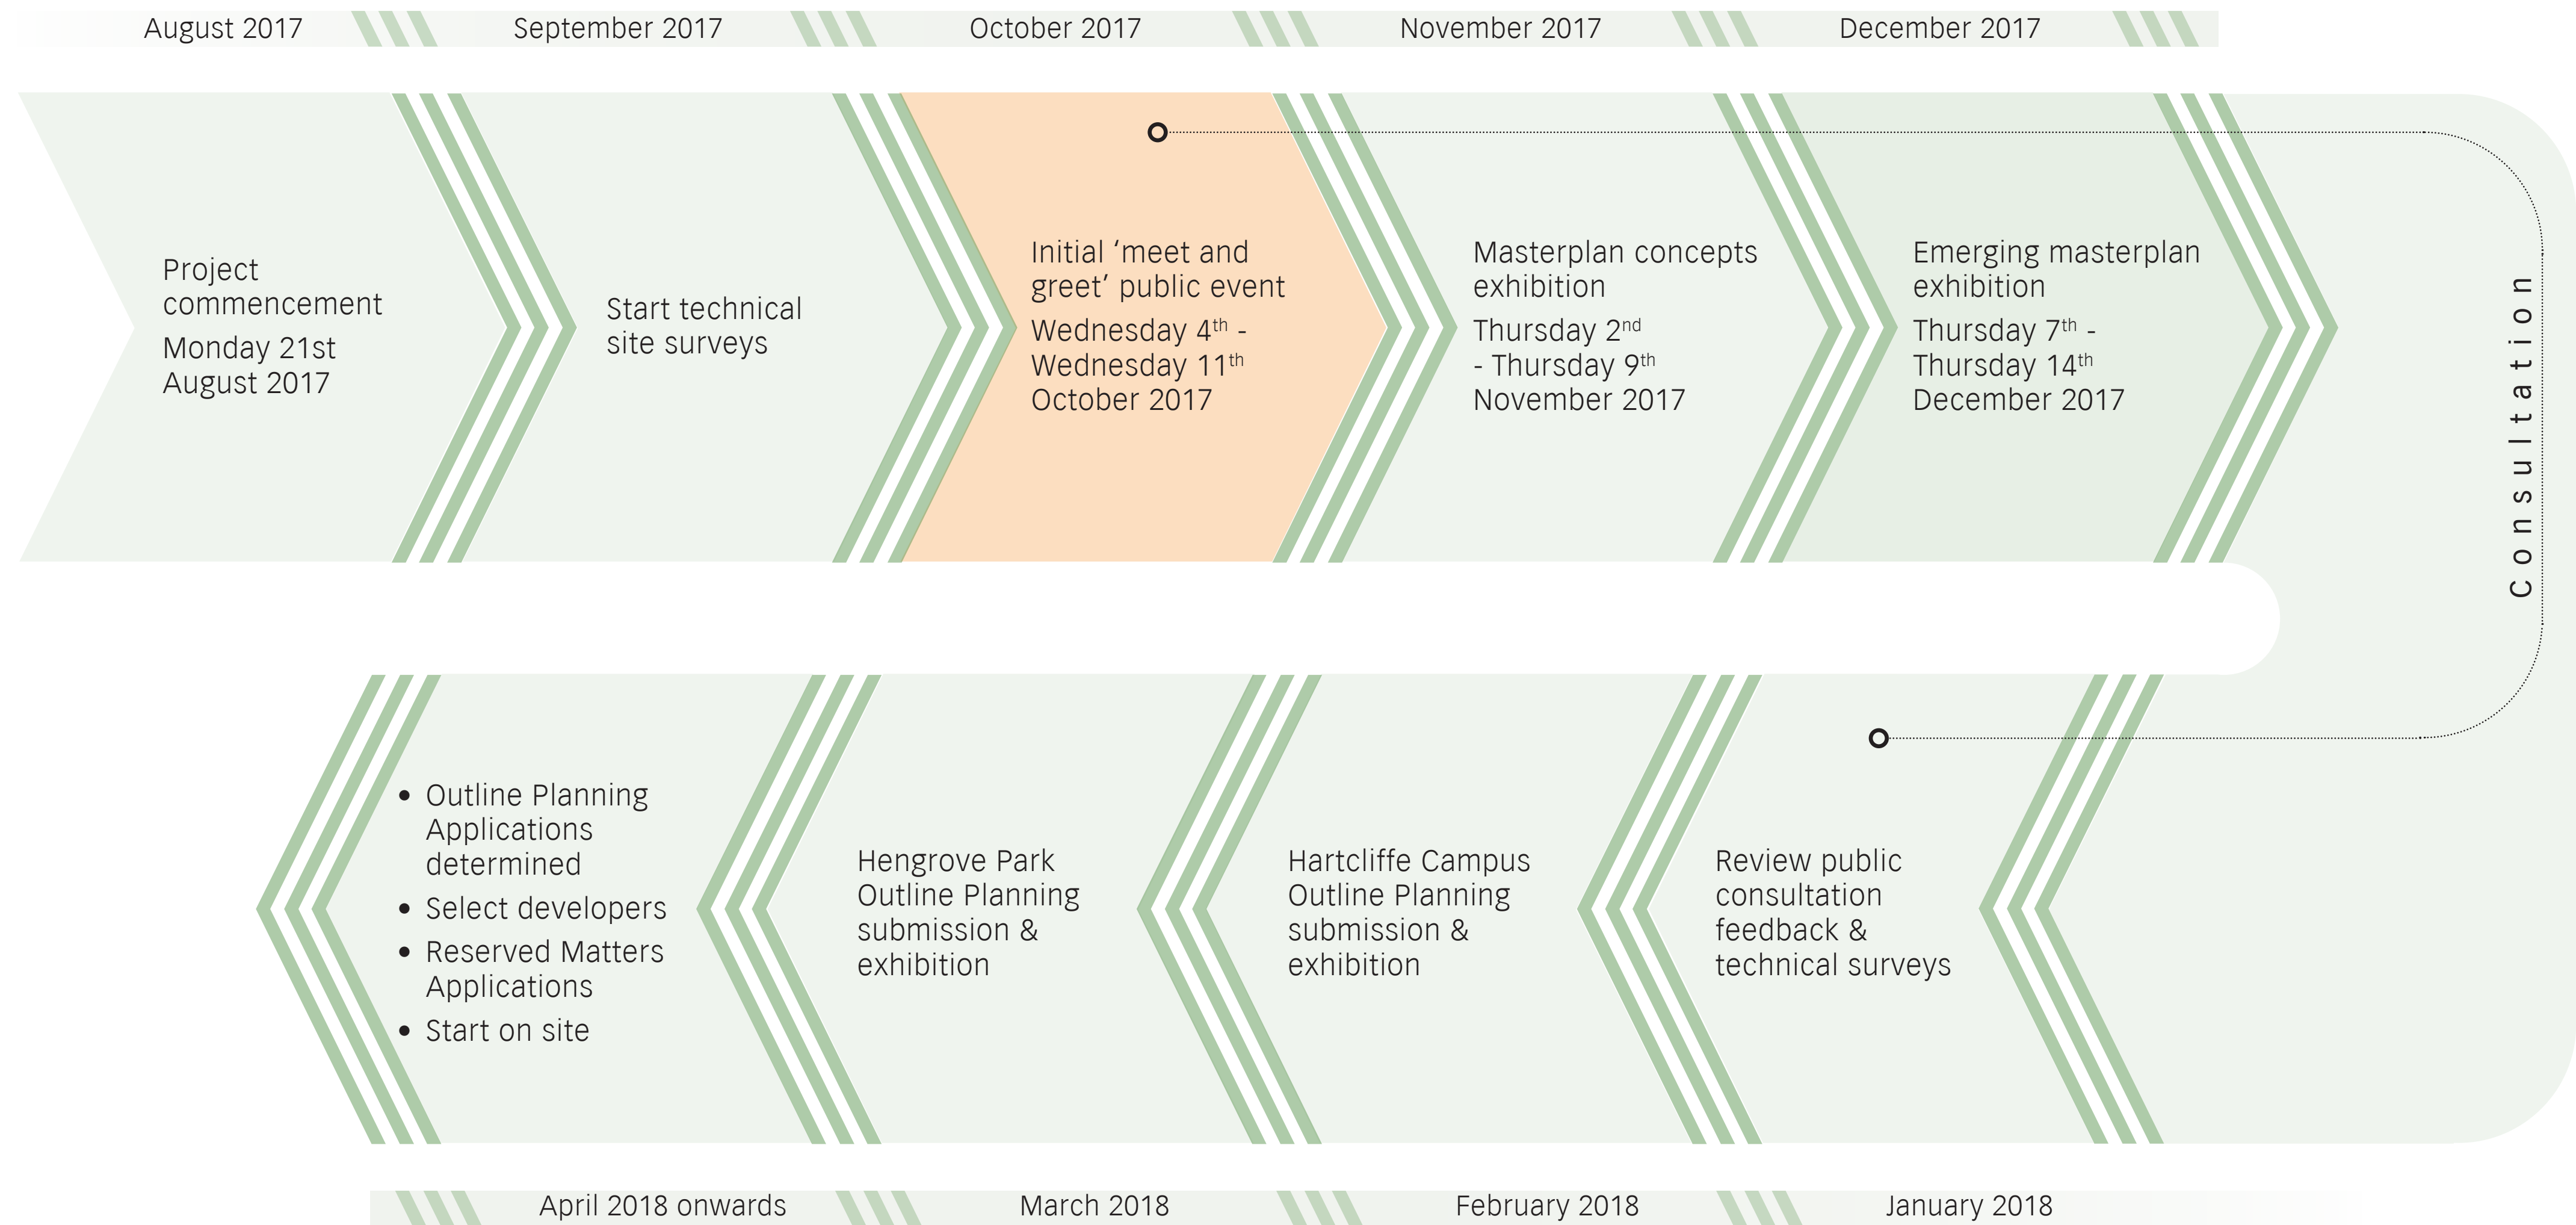 August 2017
September 2017
October 2017
November 2017
December 2017
Project
commencement
Monday 21st
August 2017
Start technical
site surveys
Initial ‘meet and
greet’ public event
Wednesday 4th -
Wednesday 11th
October 2017
Masterplan concepts
exhibition
Thursday 2nd
- Thursday 9th
November 2017
Emerging masterplan
exhibition
Thursday 7th -
Thursday 14th
December 2017
Consultation
Review public
consultation
feedback &
technical surveys
Hartcliffe Campus
Outline Planning
submission &
exhibition
Hengrove Park
Outline Planning
submission &
exhibition
• Outline Planning
Applications
determined
• Select developers
• Reserved Matters
Applications
• Start on site
April 2018 onwards
March 2018
February 2018
January 2018